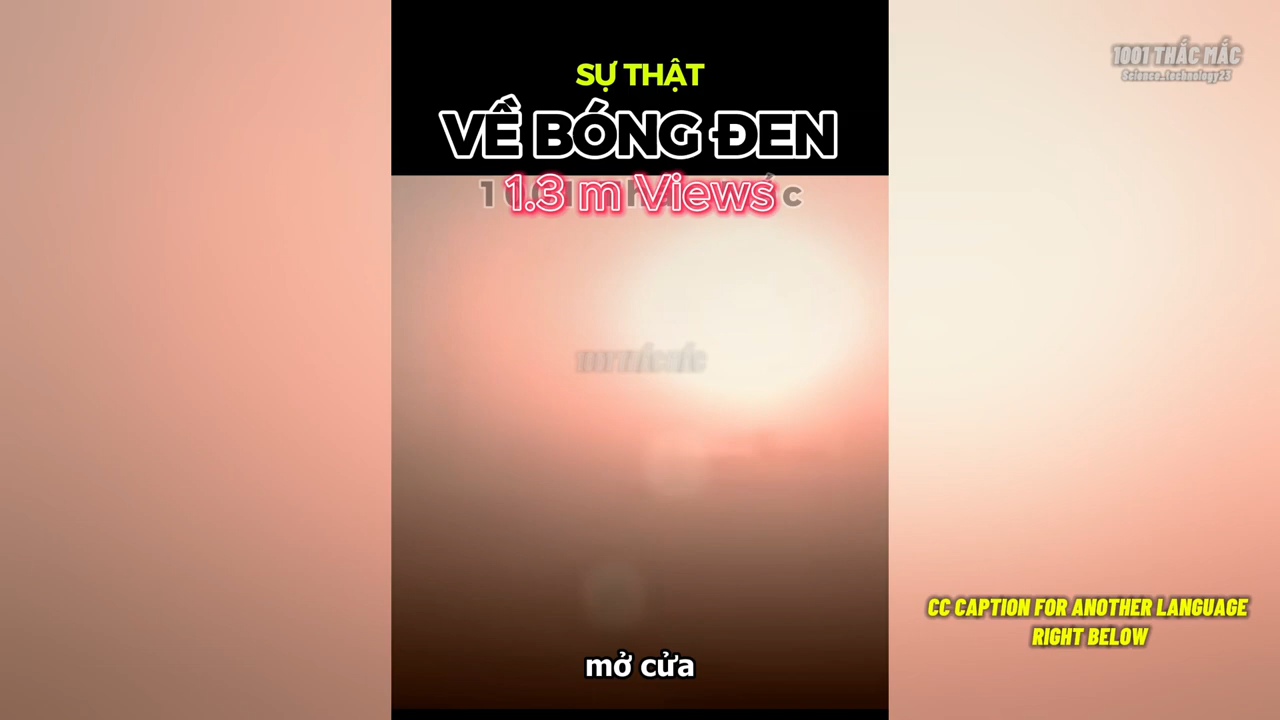 SỰ THẬT
VỀ BÓNG ĐEN
1.3 m Views
1001 THẮC MẮC
Science_technology23
CC CAPTION FOR ANOTHER LANGUAGE
RIGHT BELOW
mở cửa